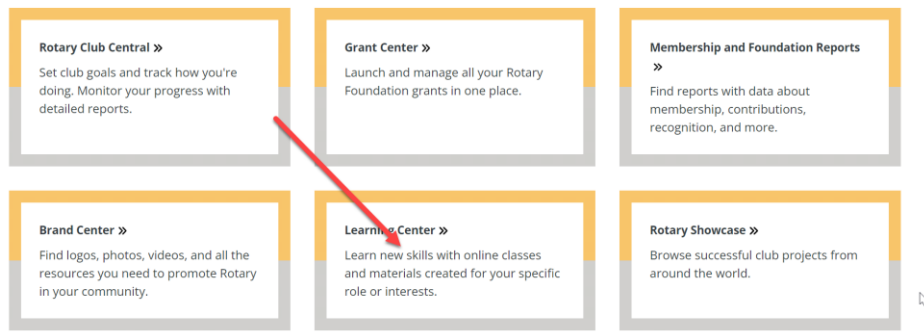 Rotary Club Central »
Set club goals and track how you're
doing. Monitor your progress with
detailed reports.
Grant Center »
Launch and manage all your Rotary
Foundation grants in one place.
Membership and Foundation Reports
»
Find reports with data about
membership, contributions,
recognition, and more.
Brand Center »
Find logos, photos, videos, and all the
resources you need to promote Rotary
in your community.
Learning Center »
Learn new skills with online classes
and materials created for your specific
role or interests.
Rotary Showcase »
Browse successful club projects from
around the world.